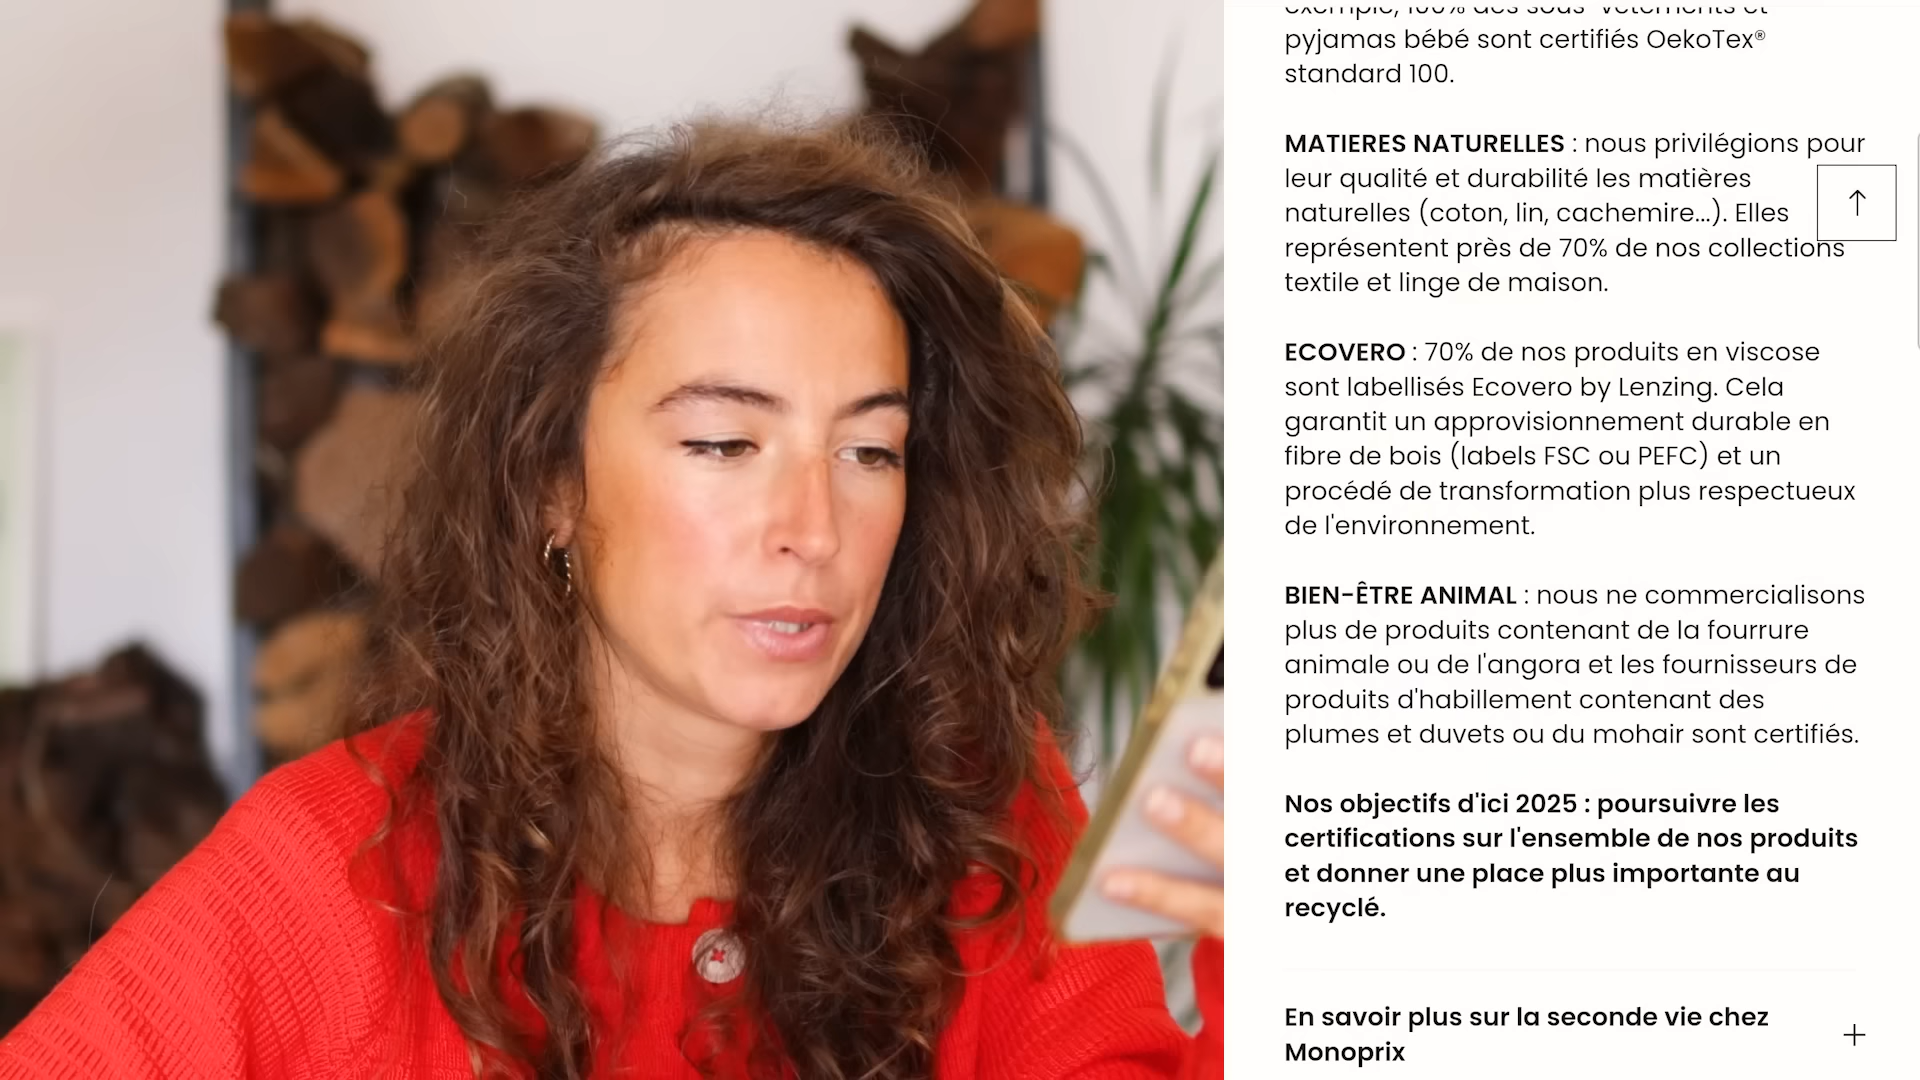 pyjamas bébé sont certifiés OekoTex®
standard 100.
MATIERES NATURELLES : nous privilégions pour
leur qualité et durabilité les matières
naturelles (coton, lin, cachemire...). Elles
représentent près de 70% de nos collections
textile et linge de maison.
ECOVERO : 70% de nos produits en viscose
sont labellisés Ecovero by Lenzing. Cela
garantit un approvisionnement durable en
fibre de bois (labels FSC ou PEFC) et un
procédé de transformation plus respectueux
de l'environnement.
BIEN-ÊTRE ANIMAL : nous ne commercialisons
plus de produits contenant de la fourrure
animale ou de l'angora et les fournisseurs de
produits d'habillement contenant des
plumes et duvets ou du mohair sont certifiés.
Nos objectifs d'ici 2025 : poursuivre les
certifications sur l'ensemble de nos produits
et donner une place plus importante au
recyclé.
En savoir plus sur la seconde vie chez
Monoprix